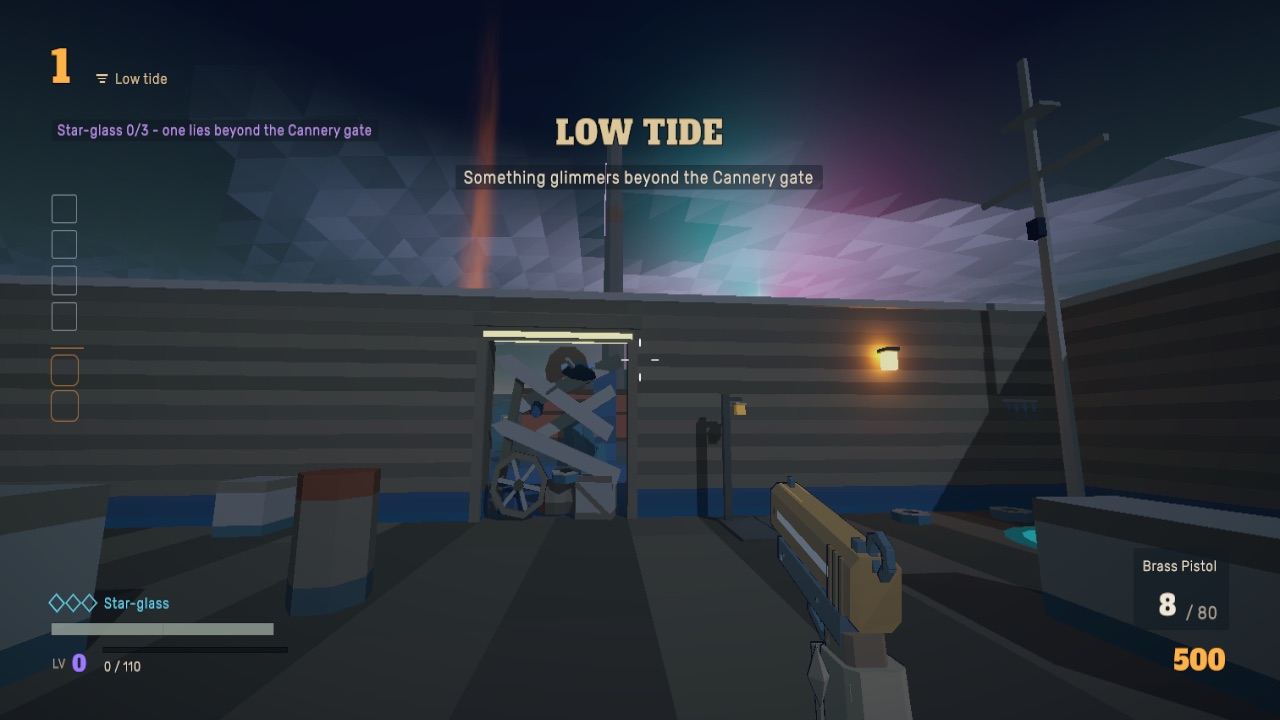 1
Low tide
Star-glass 0/3 - one lies beyond the Cannery gate
LOW TIDE
Something glimmers beyond the Cannery gate
Brass Pistol
8 / 80
Star-glass
LV 0 0 / 110
500